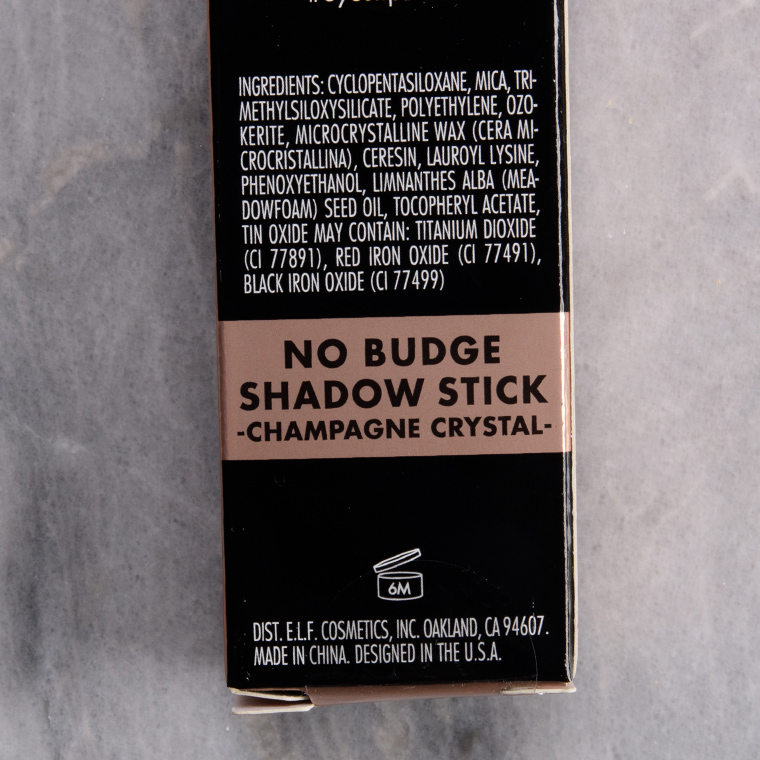 INGREDIENTS: CYCLOPENTASILOXANE, MICA, TRI-
METHYLSILOXYSILICATE, POLYETHYLENE, OZO-
KERITE, MICROCRYSTALLINE WAX (CERA MI-
CROCRISTALLINA), CERESIN, LAUROYL LYSINE,
PHENOXYETHANOL, LIMNANTHES ALBA (MEA-
DOWFOAM) SEED OIL, TOCOPHERYL ACETATE,
TIN OXIDE MAY CONTAIN: TITANIUM DIOXIDE
(CI 77891), RED IRON OXIDE (CI 77491),
BLACK IRON OXIDE (CI 77499)
NO BUDGE
SHADOW STICK
-CHAMPAGNE CRYSTAL-
6M
DIST. E.L.F. COSMETICS, INC. OAKLAND, CA 94607.
MADE IN CHINA. DESIGNED IN THE U.S.A.